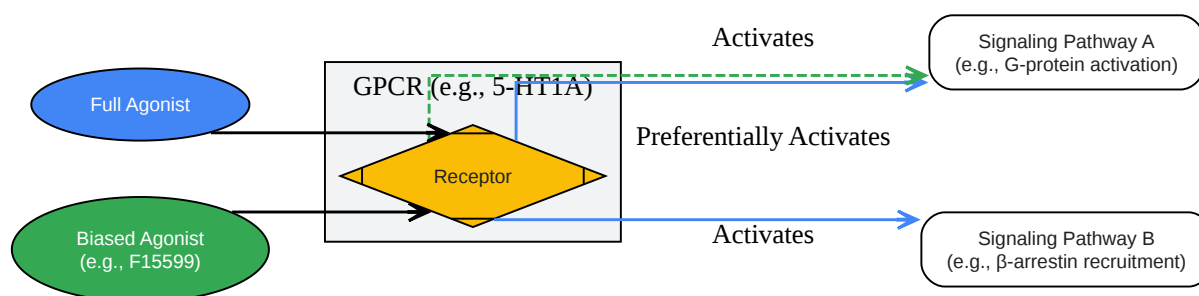 Activates
Signaling Pathway A
(e.g., G-protein activation)
GPCR (e.g., 5-HT1A)
Full Agonist
Preferentially Activates
Receptor
Activates
Biased Agonist
(e.g., F15599)
Signaling Pathway B
(e.g., β-arrestin recruitment)